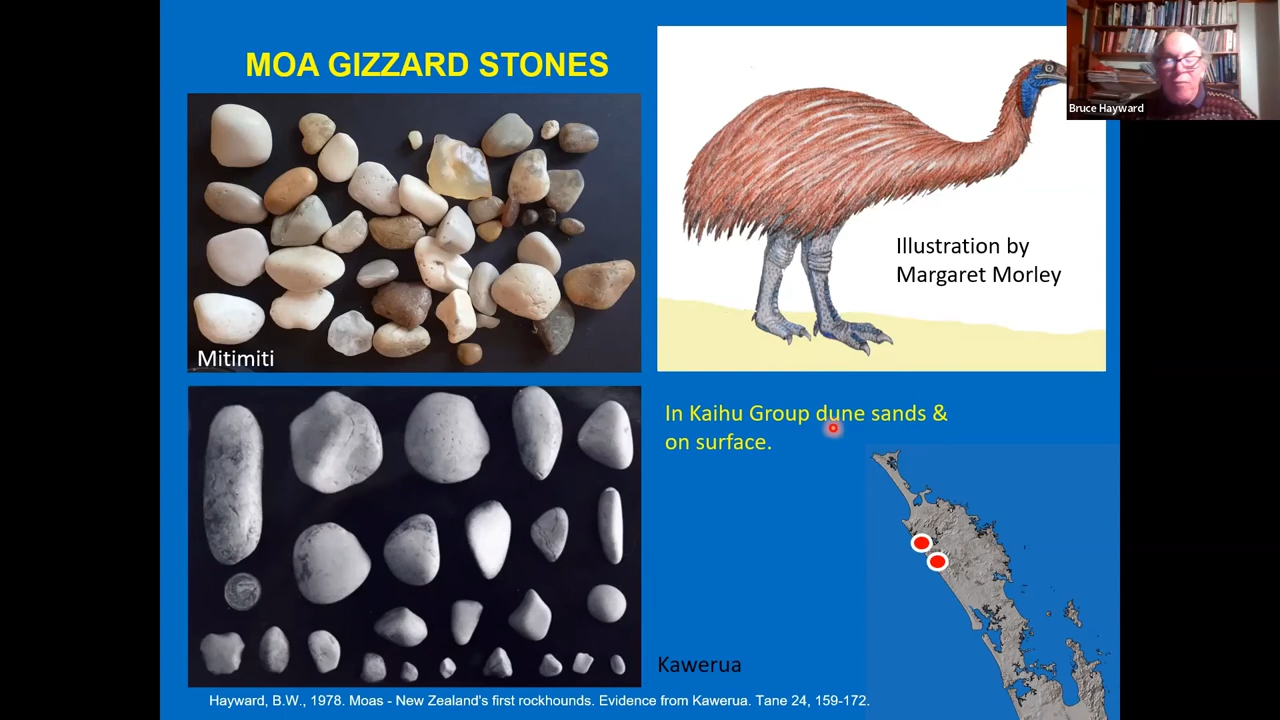 MOA GIZZARD STONES
Bruce Hayward
Illustration by
Margaret Morley
Mitimiti
In Kaihu Group dune sands &
on surface.
Kawerua
Hayward, B.W., 1978. Moas - New Zealand's first rockhounds. Evidence from Kawerua. Tane 24, 159-172.